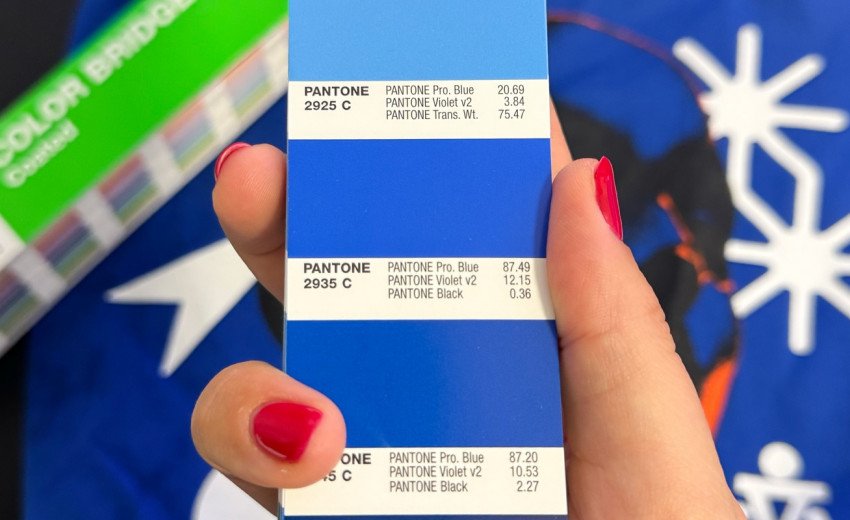 COLOR BRIDGE
Coated
PANTONE
2925 C
PANTONE Pro. Blue 20.69
PANTONE Violet v2 3.84
PANTONE Trans. Wt. 75.47
PANTONE
2935 C
PANTONE Pro. Blue 87.49
PANTONE Violet v2 12.15
PANTONE Black 0.36
ONE
45 C
PANTONE Pro. Blue 87.20
PANTONE Violet v2 10.53
PANTONE Black 2.27